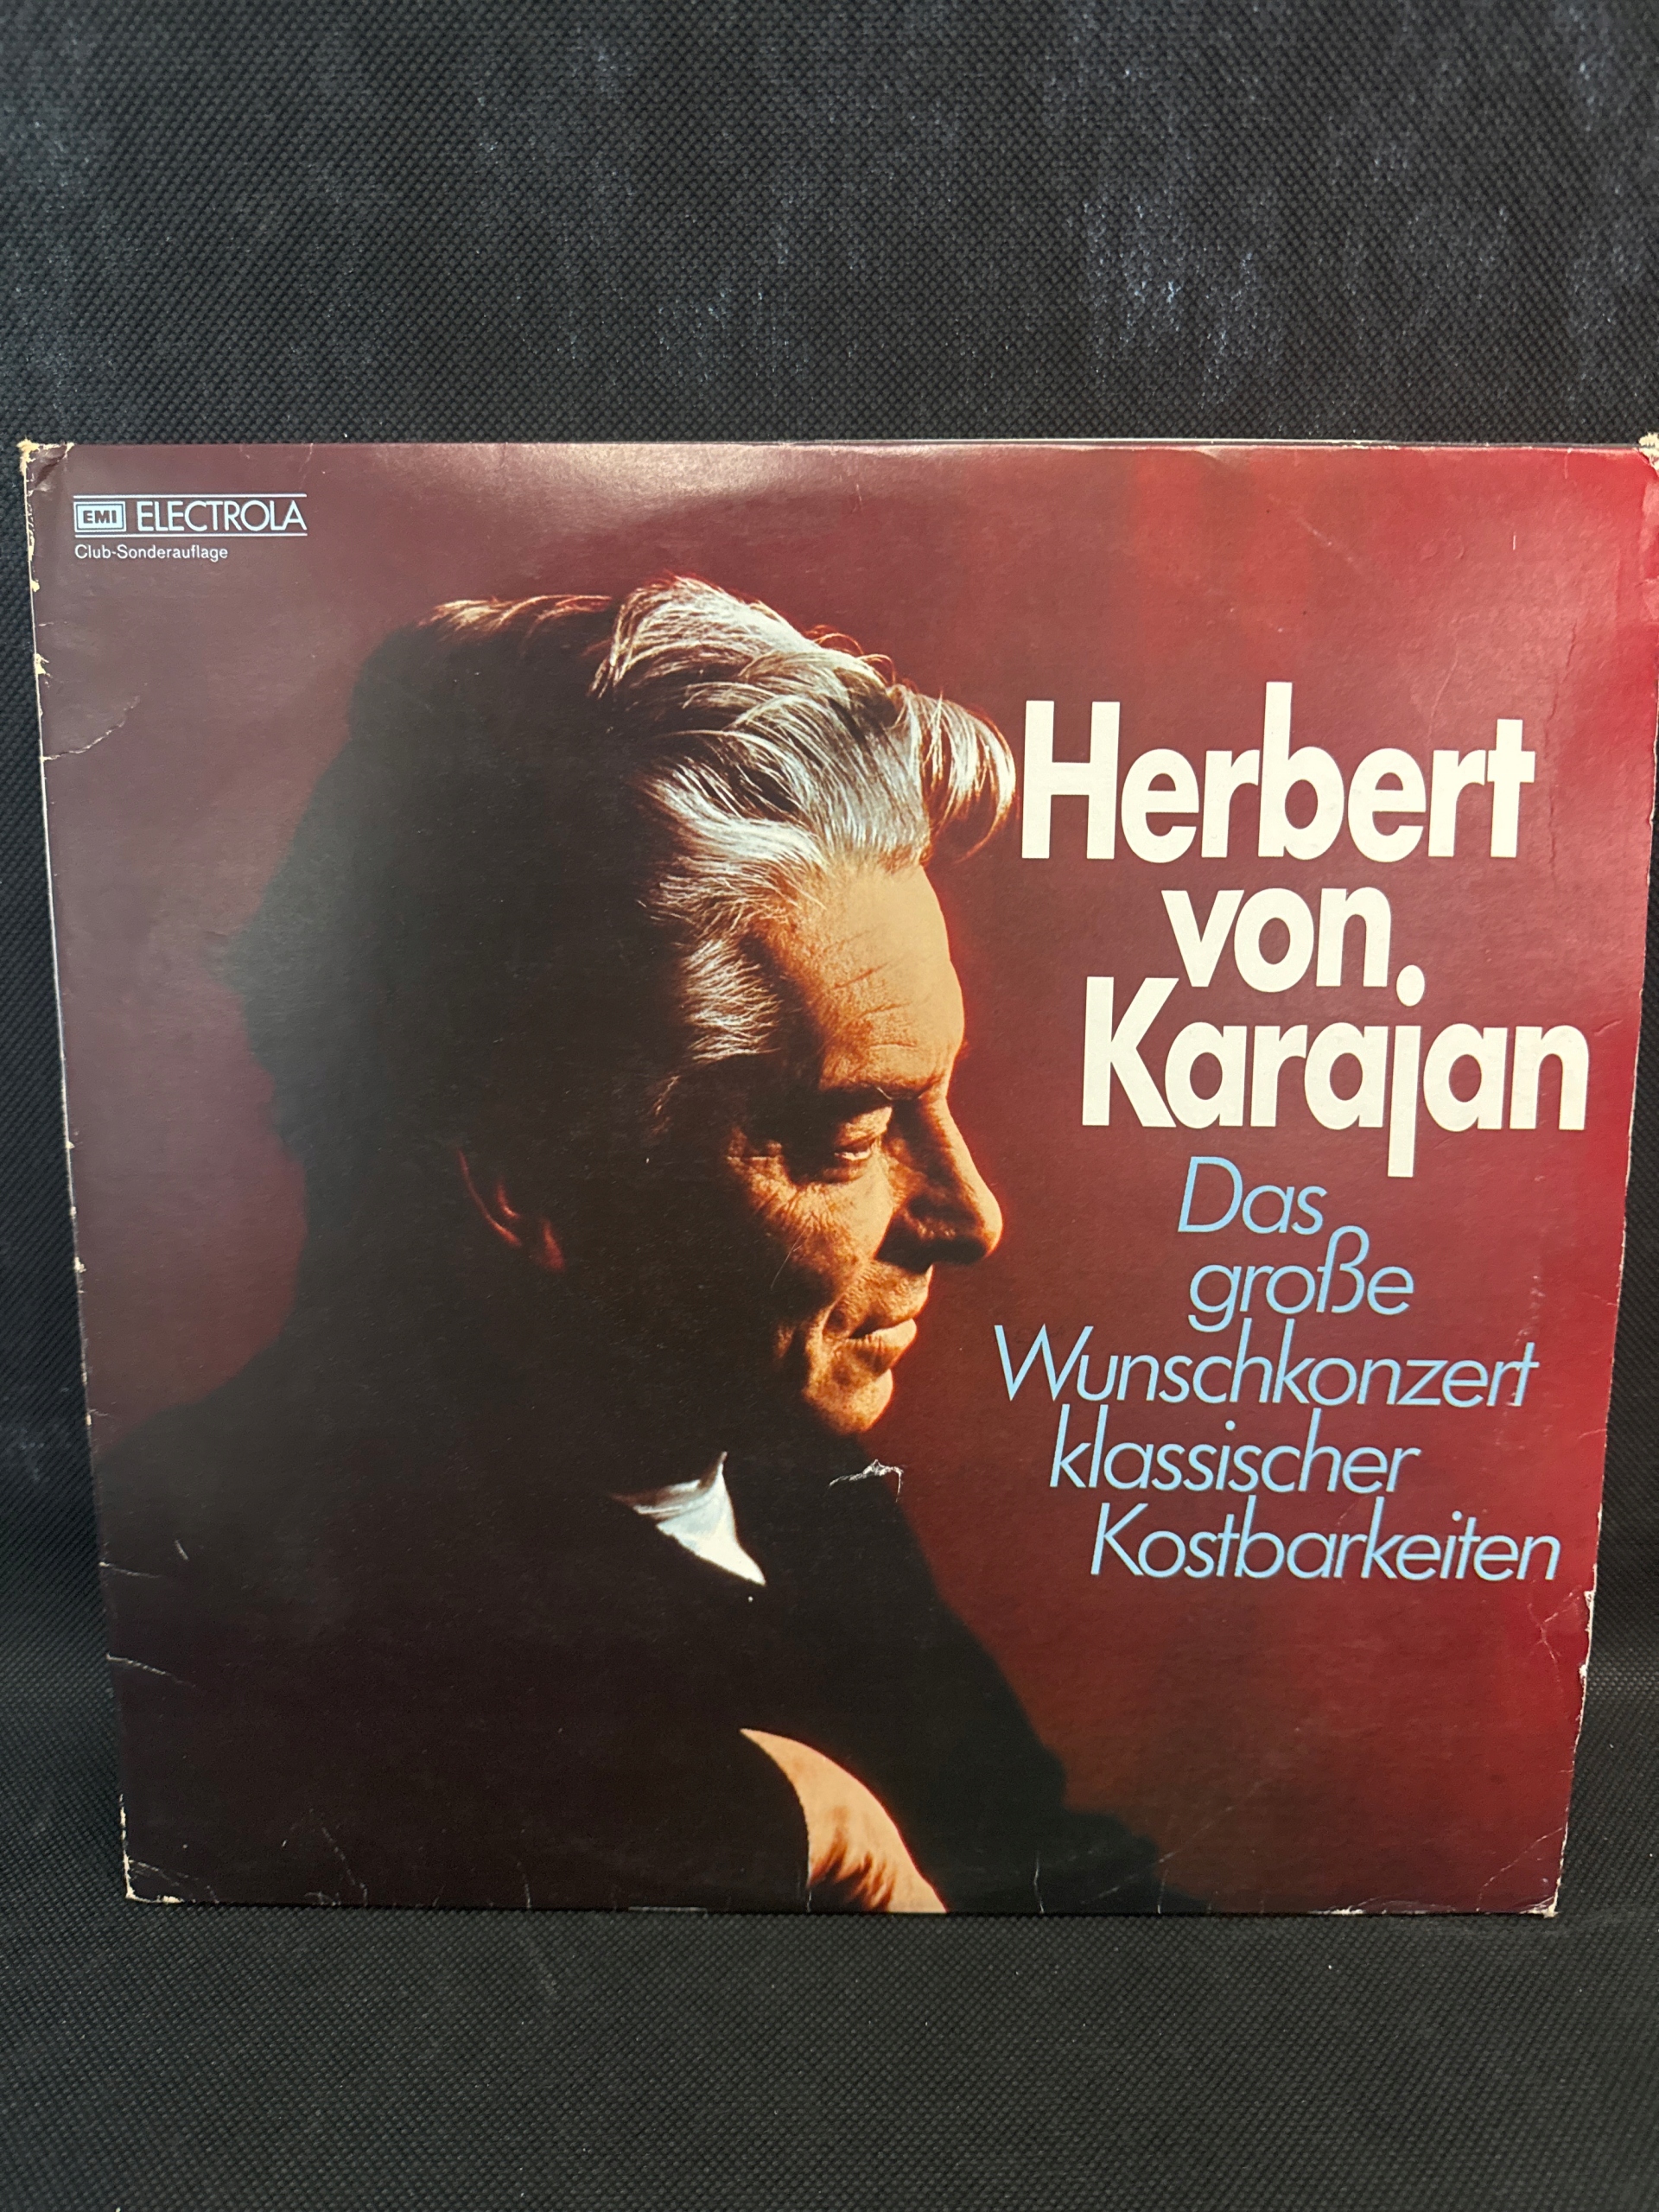 EMI ELECTROLA
Club-Sonderauflage
Herbert
von
Karajan
Das
große
Wunschkonzert
klassischer
Kostbarkeiten